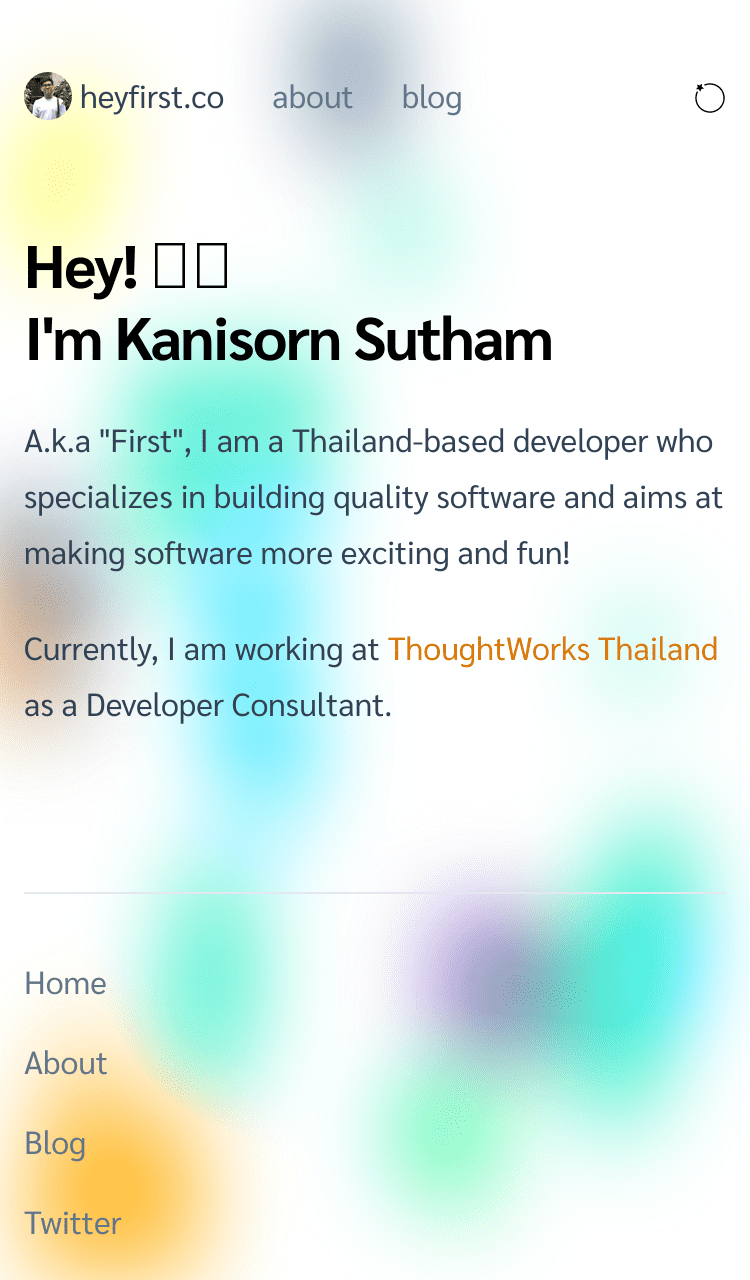 heyfirst.co about blog
Hey!
I'm Kanisorn Sutham
A.k.a "First", I am a Thailand-based developer who
specializes in building quality software and aims at
making software more exciting and fun!
Currently, I am working at ThoughtWorks Thailand
as a Developer Consultant.
Home
About
Blog
Twitter